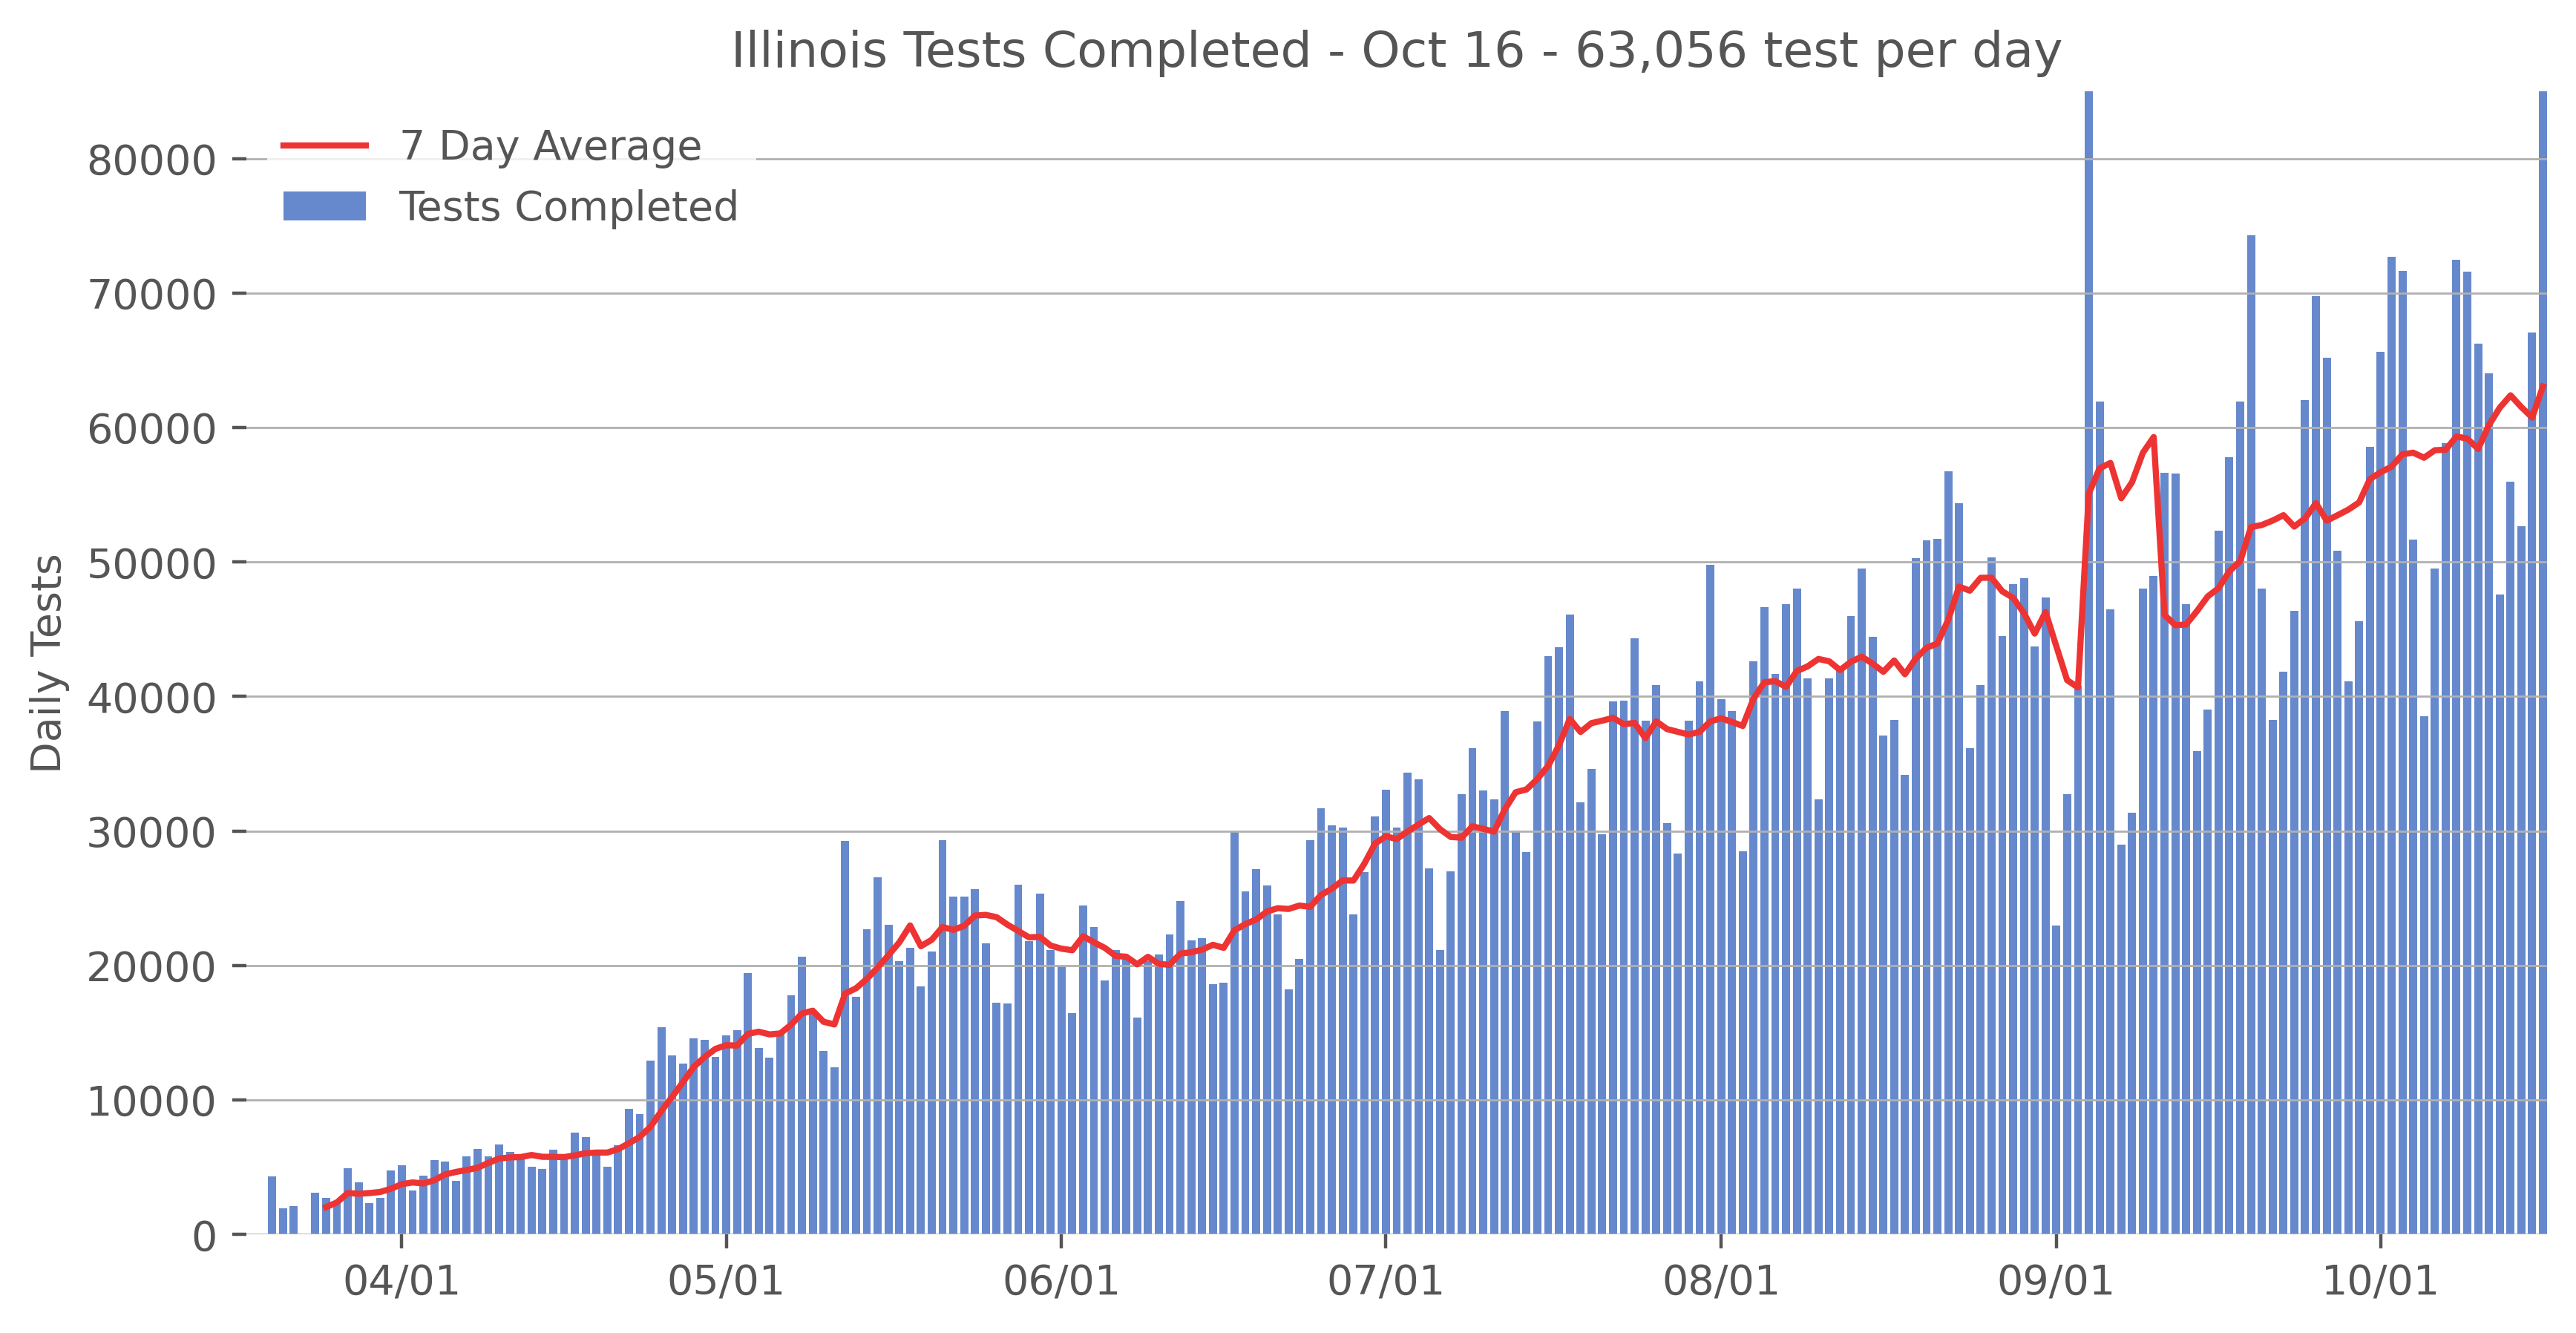 Illinois Tests Completed - Oct 16 - 63,056 test per day
7 Day Average
Tests Completed
Daily Tests
80000
70000
60000
50000
40000
30000
20000
10000
0
04/01 05/01 06/01 07/01 08/01 09/01 10/01